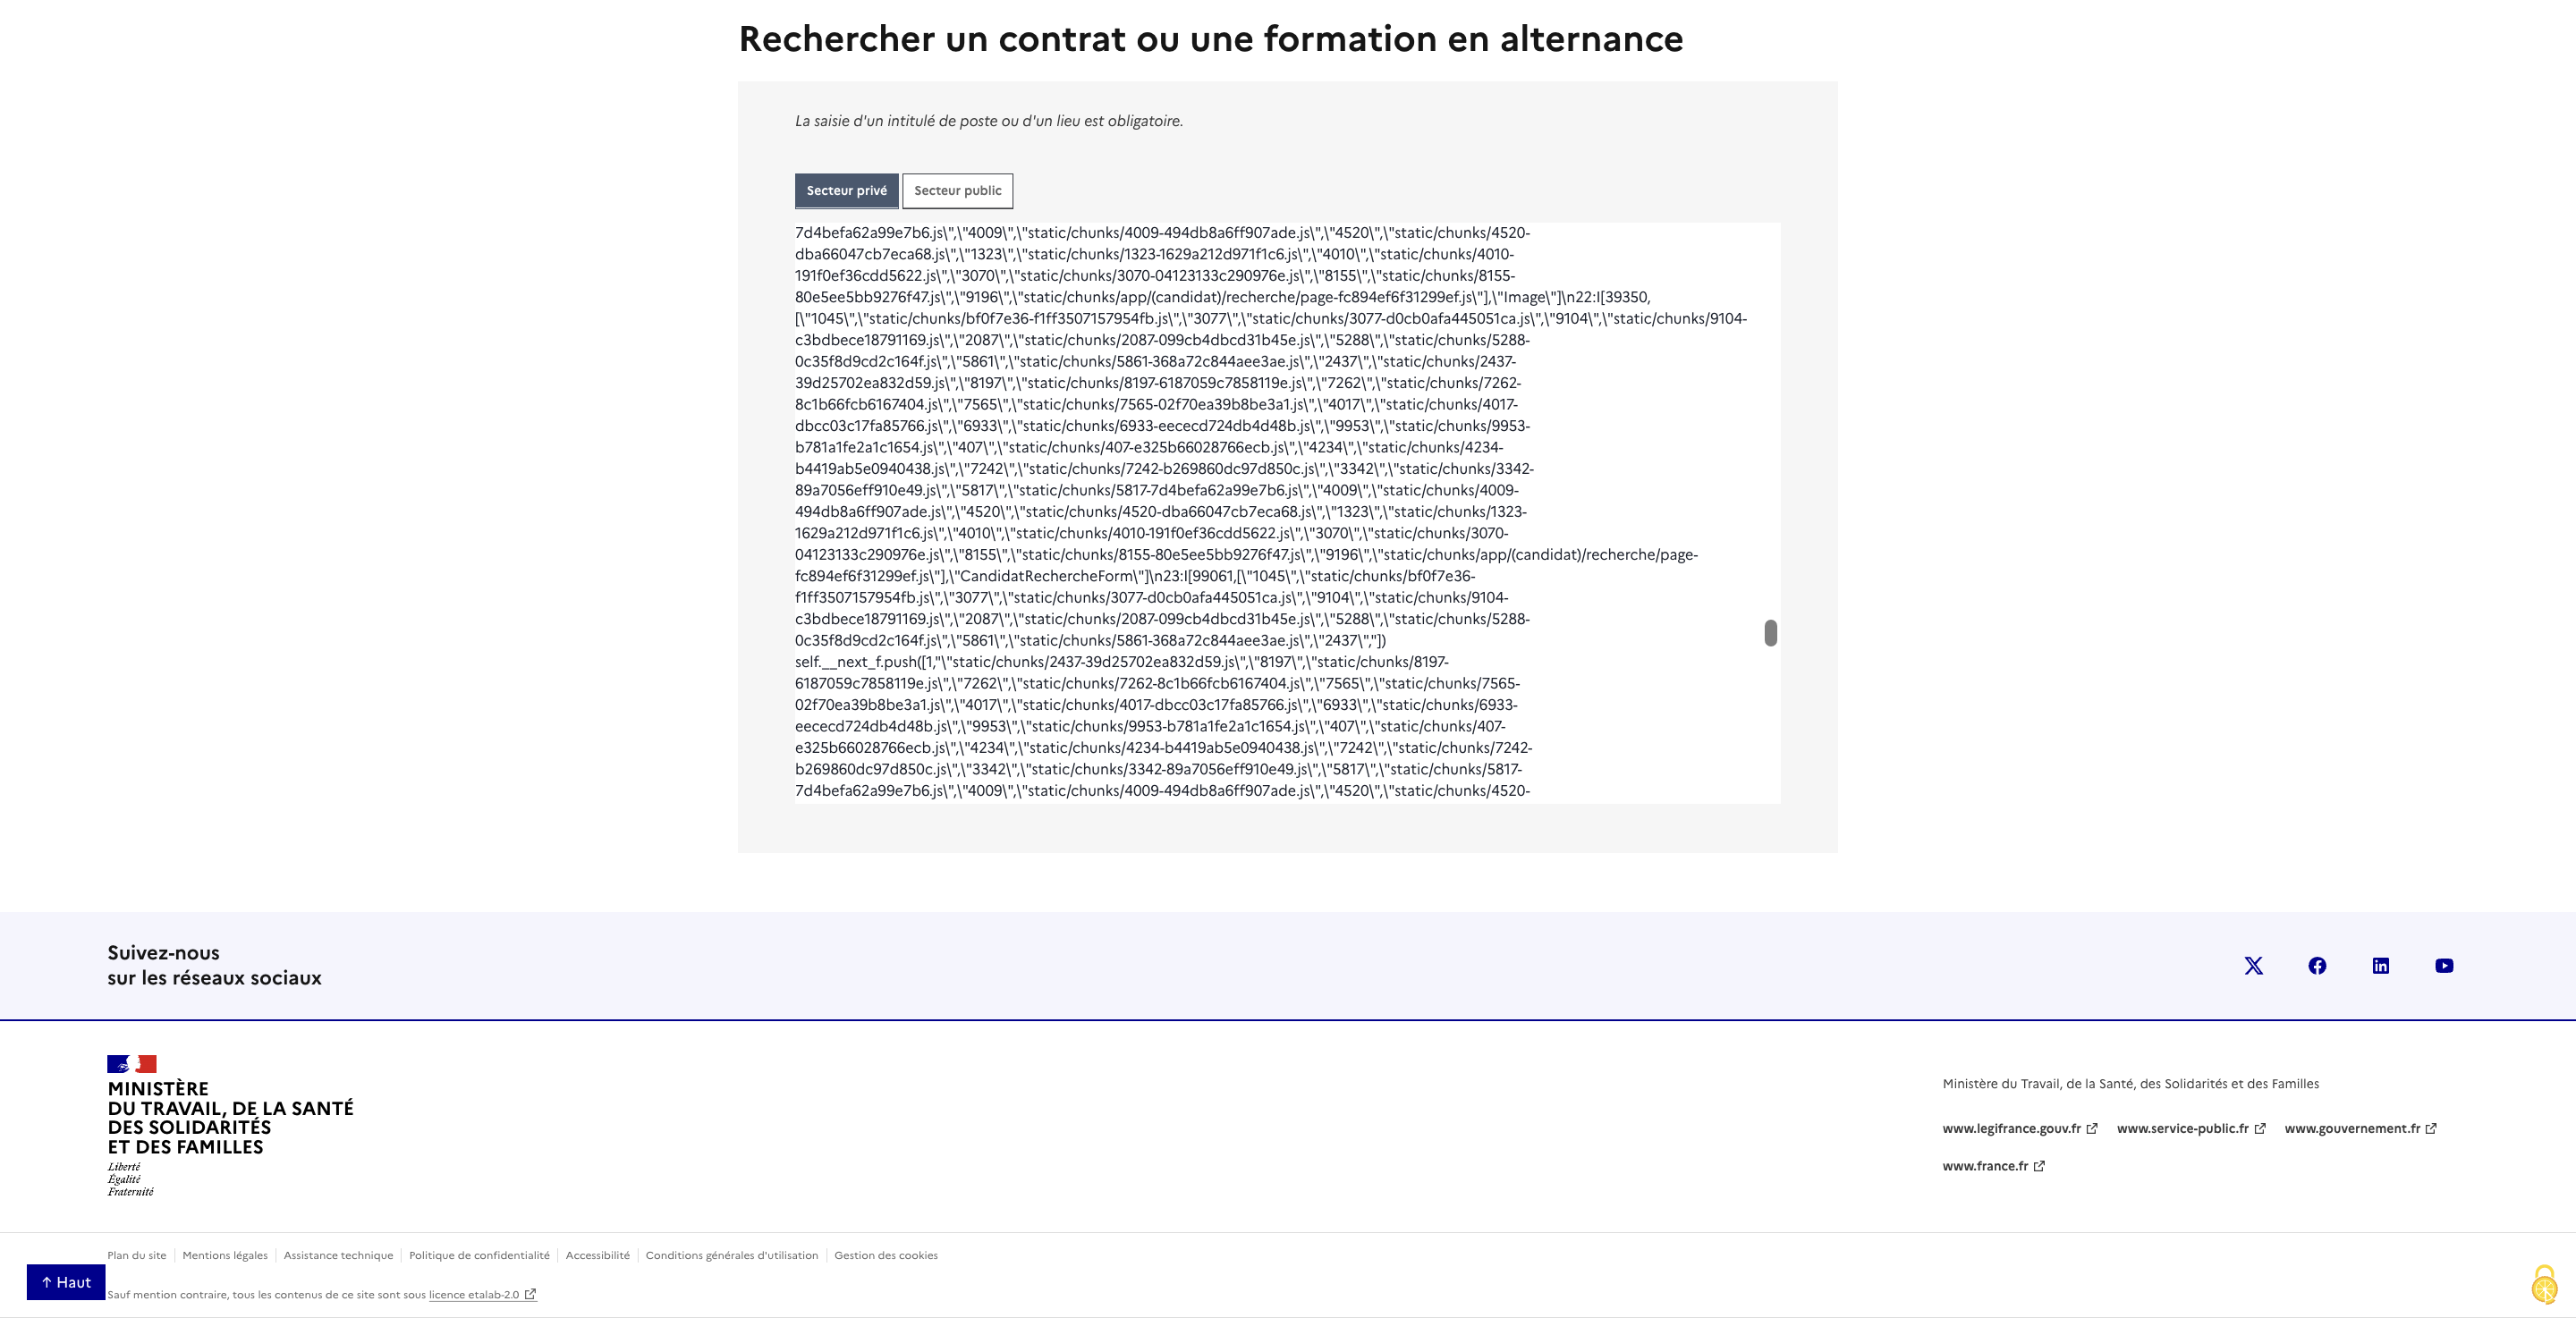 Rechercher un contrat ou une formation en alternance
La saisie d'un intitulé de poste ou d'un lieu est obligatoire.
Secteur privé
Secteur public
7d4befa62a99e7b6.js\",\"4009\",\"static/chunks/4009-494db8a6ff907ade.js\",\"4520\",\"static/chunks/4520-
dba66047cb7eca68.js\",\"1323\",\"static/chunks/1323-1629a212d971f1c6.js\",\"4010\",\"static/chunks/4010-
191f0ef36cdd5622.js\",\"3070\",\"static/chunks/3070-04123133c290976e.js\",\"8155\",\"static/chunks/8155-
80e5ee5bb9276f47.js\",\"9196\",\"static/chunks/app/(candidat)/recherche/page-fc894ef6f31299ef.js\"],\"Image\"]\n22:I[39350,
[\"1045\",\"static/chunks/bf0f7e36-f1ff3507157954fb.js\",\"3077\",\"static/chunks/3077-d0cb0afa445051ca.js\",\"9104\",\"static/chunks/9104-
c3bdbece18791169.js\",\"2087\",\"static/chunks/2087-099cb4dbcd31b45e.js\",\"5288\",\"static/chunks/5288-
0c35f8d9cd2c164f.js\",\"5861\",\"static/chunks/5861-368a72c844aee3ae.js\",\"2437\",\"static/chunks/2437-
39d25702ea832d59.js\",\"8197\",\"static/chunks/8197-6187059c7858119e.js\",\"7262\",\"static/chunks/7262-
8c1b66fcb6167404.js\",\"7565\",\"static/chunks/7565-02f70ea39b8be3a1.js\",\"4017\",\"static/chunks/4017-
dbcc03c17fa85766.js\",\"6933\",\"static/chunks/6933-eececd724db4d48b.js\",\"9953\",\"static/chunks/9953-
b781a1fe2a1c1654.js\",\"407\",\"static/chunks/407-e325b66028766ecb.js\",\"4234\",\"static/chunks/4234-
b4419ab5e0940438.js\",\"7242\",\"static/chunks/7242-b269860dc97d850c.js\",\"3342\",\"static/chunks/3342-
89a7056eff910e49.js\",\"5817\",\"static/chunks/5817-7d4befa62a99e7b6.js\",\"4009\",\"static/chunks/4009-
494db8a6ff907ade.js\",\"4520\",\"static/chunks/4520-dba66047cb7eca68.js\",\"1323\",\"static/chunks/1323-
1629a212d971f1c6.js\",\"4010\",\"static/chunks/4010-191f0ef36cdd5622.js\",\"3070\",\"static/chunks/3070-
04123133c290976e.js\",\"8155\",\"static/chunks/8155-80e5ee5bb9276f47.js\",\"9196\",\"static/chunks/app/(candidat)/recherche/page-
fc894ef6f31299ef.js\"],\"CandidatRechercheForm\"]\n23:I[99061,[\"1045\",\"static/chunks/bf0f7e36-
f1ff3507157954fb.js\",\"3077\",\"static/chunks/3077-d0cb0afa445051ca.js\",\"9104\",\"static/chunks/9104-
c3bdbece18791169.js\",\"2087\",\"static/chunks/2087-099cb4dbcd31b45e.js\",\"5288\",\"static/chunks/5288-
0c35f8d9cd2c164f.js\",\"5861\",\"static/chunks/5861-368a72c844aee3ae.js\",\"2437\","])
self.__next_f.push([1,"\"static/chunks/2437-39d25702ea832d59.js\",\"8197\",\"static/chunks/8197-
6187059c7858119e.js\",\"7262\",\"static/chunks/7262-8c1b66fcb6167404.js\",\"7565\",\"static/chunks/7565-
02f70ea39b8be3a1.js\",\"4017\",\"static/chunks/4017-dbcc03c17fa85766.js\",\"6933\",\"static/chunks/6933-
eececd724db4d48b.js\",\"9953\",\"static/chunks/9953-b781a1fe2a1c1654.js\",\"407\",\"static/chunks/407-
e325b66028766ecb.js\",\"4234\",\"static/chunks/4234-b4419ab5e0940438.js\",\"7242\",\"static/chunks/7242-
b269860dc97d850c.js\",\"3342\",\"static/chunks/3342-89a7056eff910e49.js\",\"5817\",\"static/chunks/5817-
7d4befa62a99e7b6.js\",\"4009\",\"static/chunks/4009-494db8a6ff907ade.js\",\"4520\",\"static/chunks/4520-
Suivez-nous
sur les réseaux sociaux
MINISTÈRE
DU TRAVAIL, DE LA SANTÉ
DES SOLIDARITÉS
ET DES FAMILLES
Liberté
Égalité
Fraternité
Ministère du Travail, de la Santé, des Solidarités et des Familles
www.legifrance.gouv.fr www.service-public.fr www.gouvernement.fr
www.france.fr
Plan du site Mentions légales Assistance technique Politique de confidentialité Accessibilité Conditions générales d'utilisation Gestion des cookies
↑ Haut
Sauf mention contraire, tous les contenus de ce site sont sous licence etalab-2.0